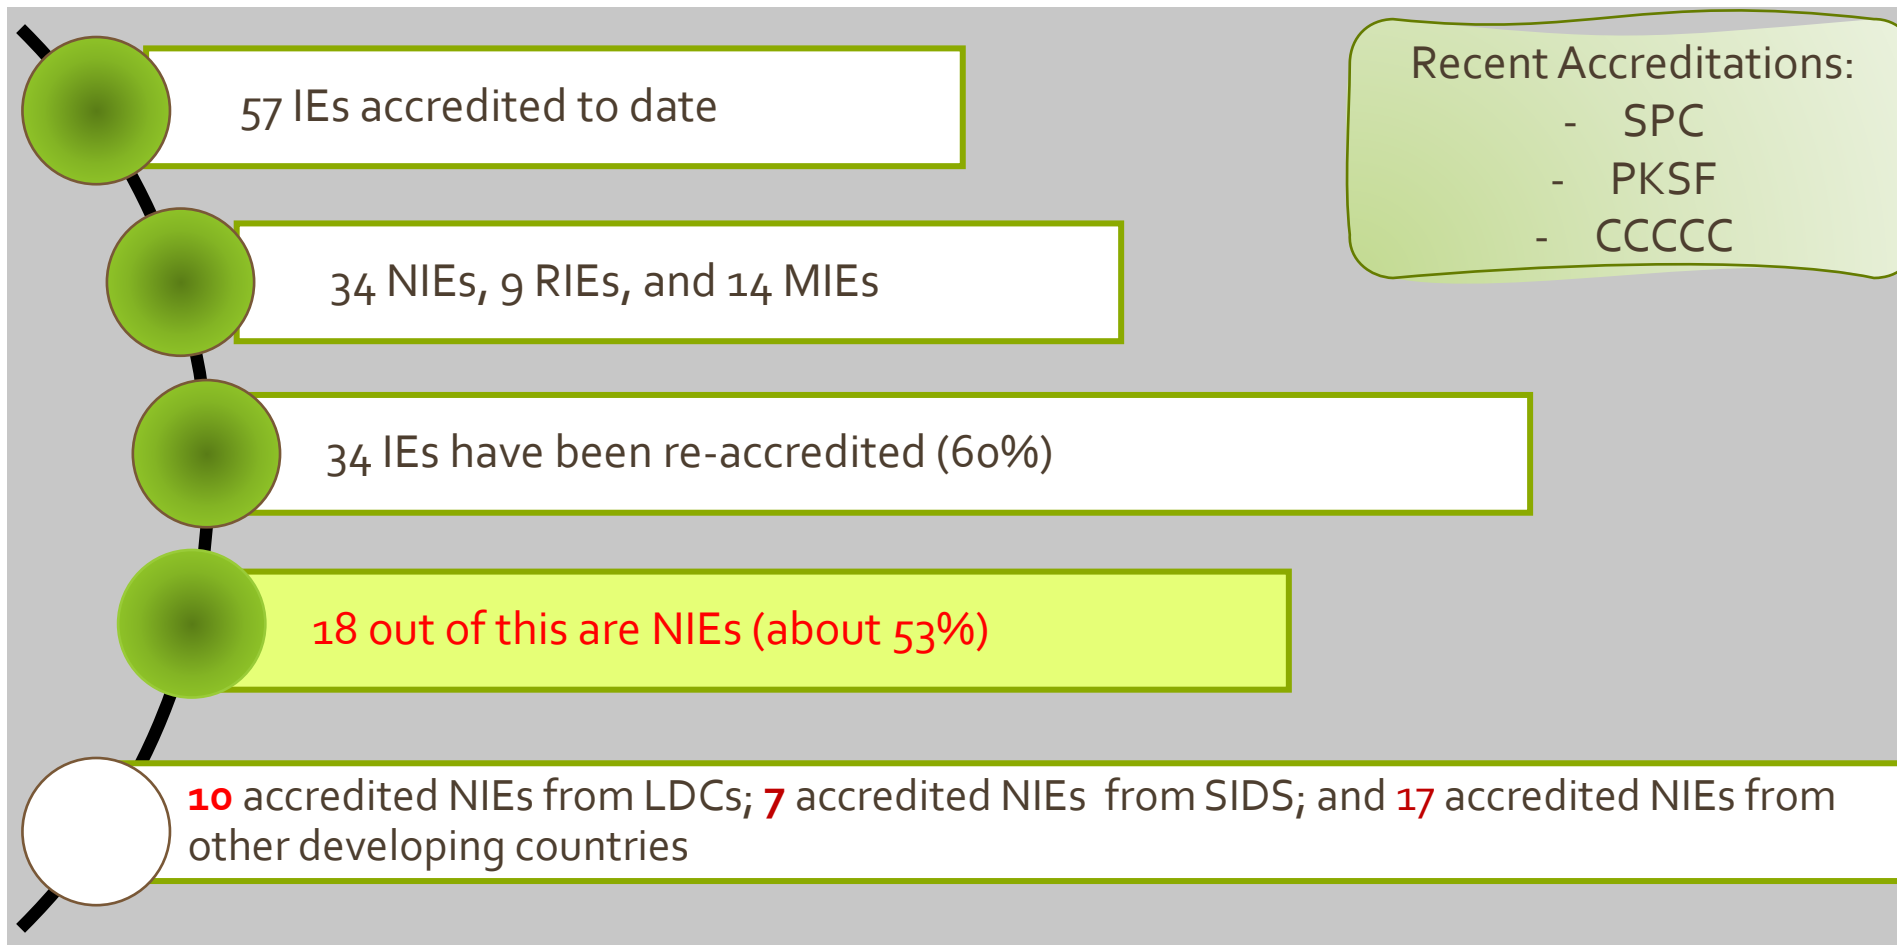 57 IEs accredited to date
34 NIEs, 9 RIEs, and 14 MIEs
34 IEs have been re-accredited (60%)
18 out of this are NIEs (about 53%)
10 accredited NIEs from LDCs; 7 accredited NIEs from SIDS; and 17 accredited NIEs from
other developing countries
Recent Accreditations:
- SPC
- PKSF
- CCCCC